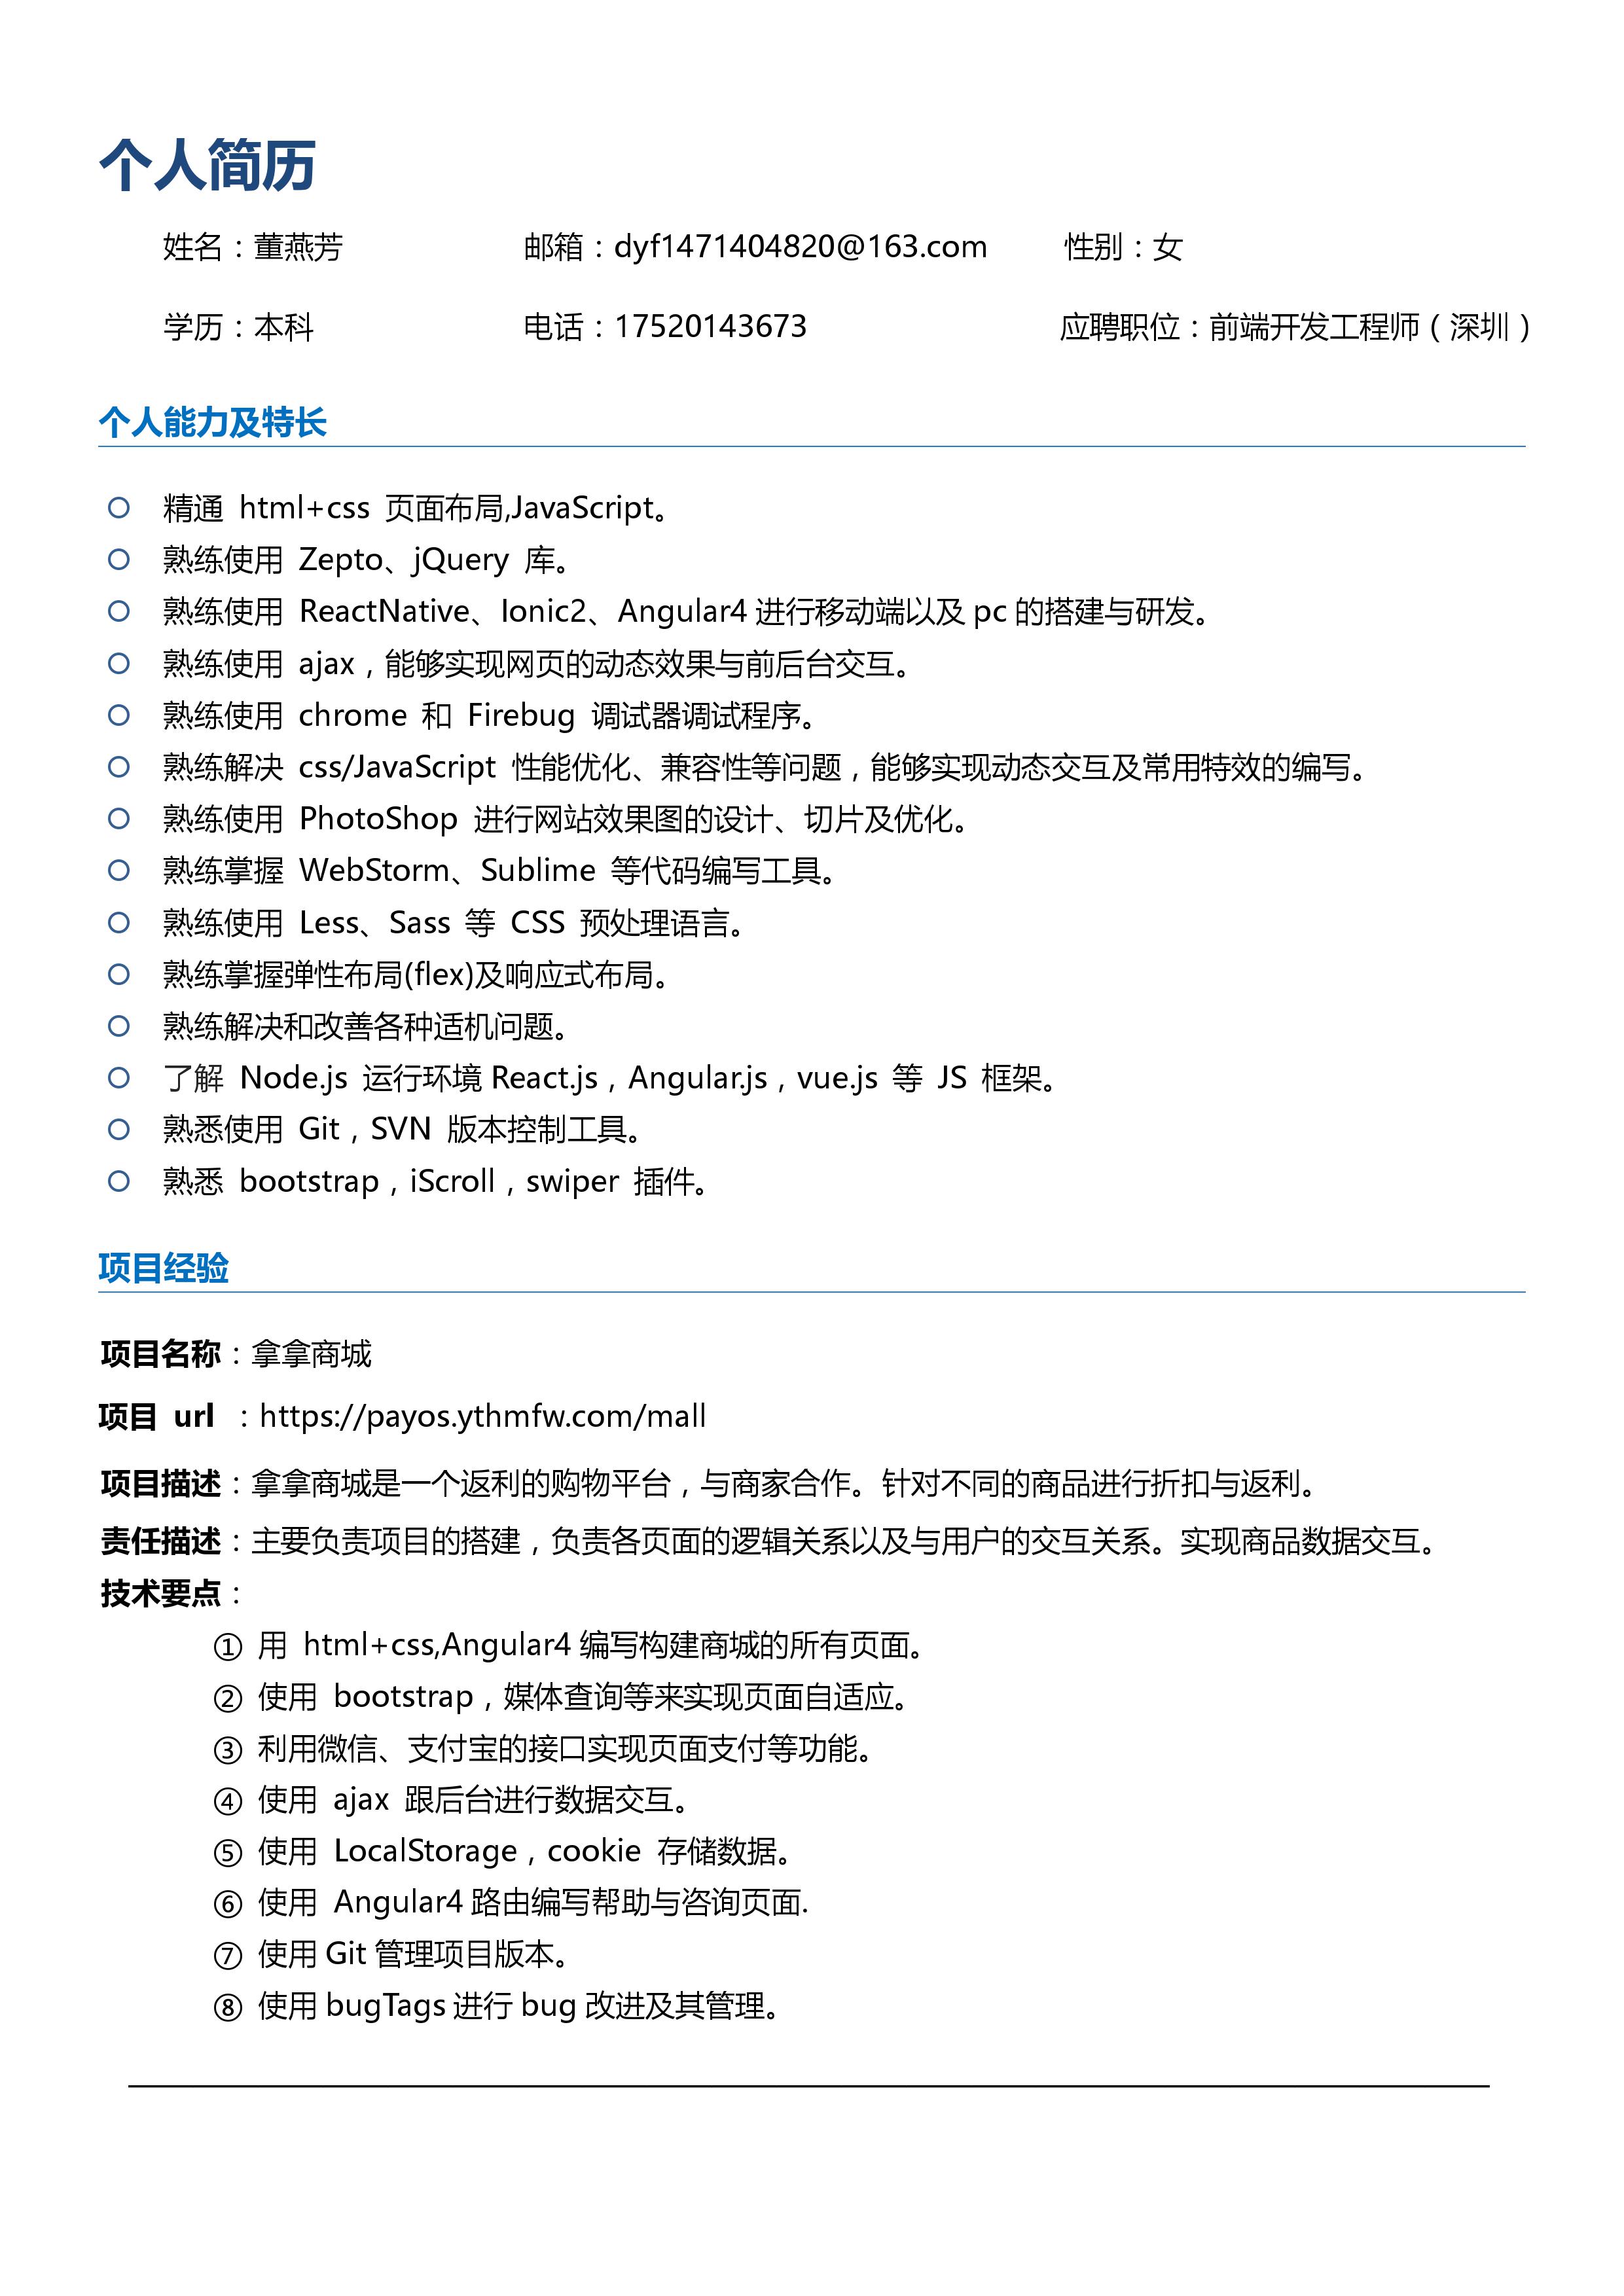 个人简历
姓名：董燕芳 邮箱：dyf1471404820@163.com 性别：女
学历：本科 电话：17520143673 应聘职位：前端开发工程师（深圳）
个人能力及特长
精通 html+css 页面布局,JavaScript。
熟练使用 Zepto、jQuery 库。
熟练使用 ReactNative、Ionic2、Angular4 进行移动端以及 pc 的搭建与研发。
熟练使用 ajax，能够实现网页的动态效果与前后台交互。
熟练使用 chrome 和 Firebug 调试器调试程序。
熟练解决 css/JavaScript 性能优化、兼容性等问题，能够实现动态交互及常用特效的编写。
熟练使用 PhotoShop 进行网站效果图的设计、切片及优化。
熟练掌握 WebStorm、Sublime 等代码编写工具。
熟练使用 Less、Sass 等 CSS 预处理语言。
熟练掌握弹性布局(flex)及响应式布局。
熟练解决和改善各种适机问题。
了解 Node.js 运行环境 React.js，Angular.js，vue.js 等 JS 框架。
熟悉使用 Git，SVN 版本控制工具。
熟悉 bootstrap，iScroll，swiper 插件。
项目经验
项目名称：拿拿商城
项目 url ：https://payos.ythmfw.com/mall
项目描述：拿拿商城是一个返利的购物平台，与商家合作。针对不同的商品进行折扣与返利。
责任描述：主要负责项目的搭建，负责各页面的逻辑关系以及与用户的交互关系。实现商品数据交互。
技术要点：
① 用 html+css,Angular4 编写构建商城的所有页面。
② 使用 bootstrap，媒体查询等来实现页面自适应。
③ 利用微信、支付宝的接口实现页面支付等功能。
④ 使用 ajax 跟后台进行数据交互。
⑤ 使用 LocalStorage，cookie 存储数据。
⑥ 使用 Angular4 路由编写帮助与咨询页面.
⑦ 使用 Git 管理项目版本。
⑧ 使用 bugTags 进行 bug 改进及其管理。